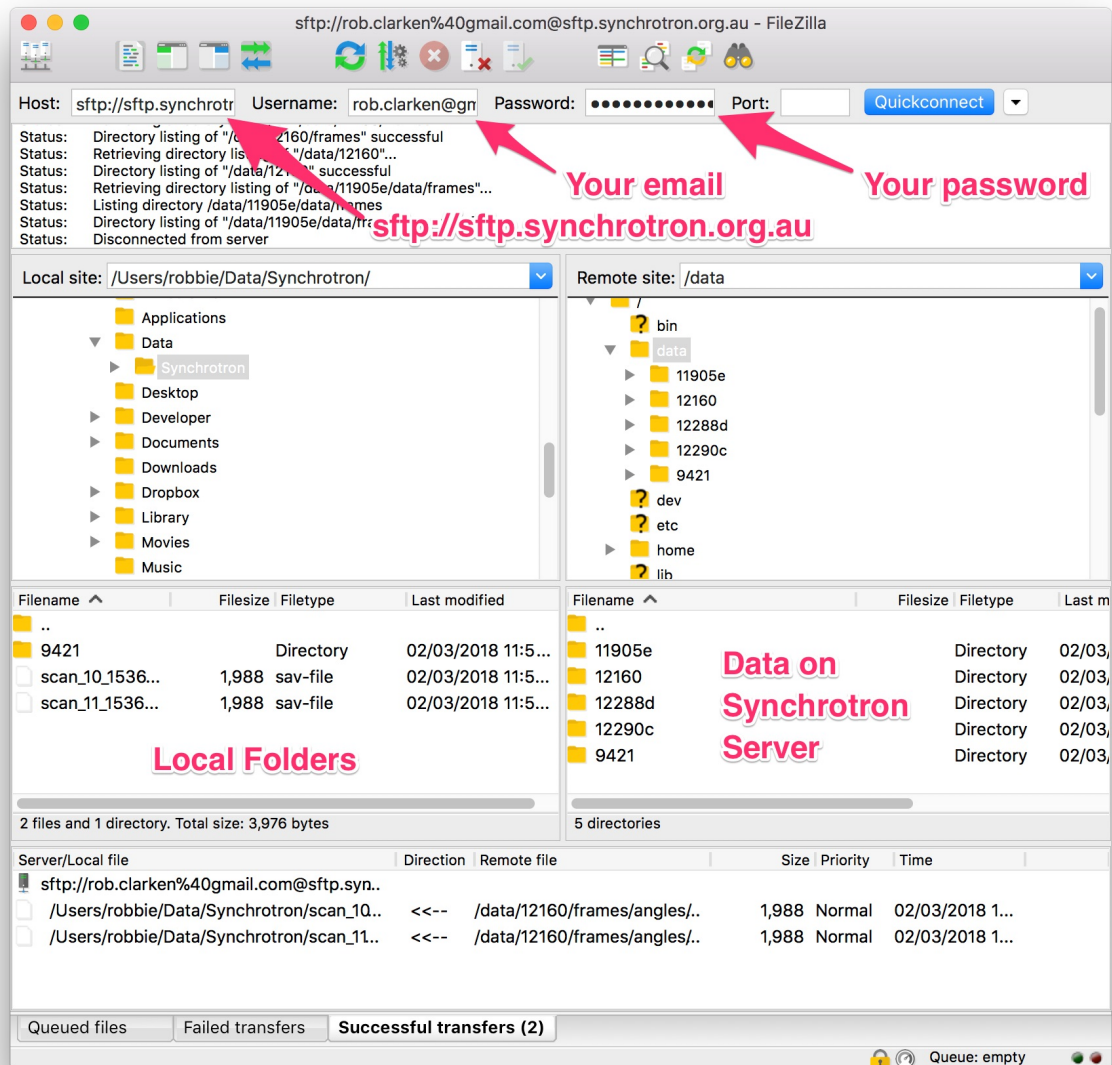 sftp://rob.clarken%40gmail.com@sftp.synchrotron.org.au - FileZilla
Host: sftp://sftp.synchrotr Username: rob.clarken@gm Password: ●●●●●●●●●●●● Port: Quickconnect
Status: Directory listing of "/d 2160/frames" successful
Status: Retrieving directory lis "/data/12160"...
Status: Directory listing of "/data/12 " successful
Status: Retrieving directory listing of "/da 11905e/data/frames"...
Status: Listing directory /data/11905e/data/frames
Status: Directory listing of "/data/11905e/data/fra
Status: Disconnected from server
Your email
Your password
sftp://sftp.synchrotron.org.au
Local site: /Users/robbie/Data/Synchrotron/
Applications
Data
Synchrotron
Desktop
Developer
Documents
Downloads
Dropbox
Library
Movies
Music
Remote site: /data
/
? bin
data
11905e
12160
12288d
12290c
9421
? dev
? etc
home
? lib
Filename Filesize Filetype Last modified
..
9421 Directory 02/03/2018 11:5...
scan_10_1536... 1,988 sav-file 02/03/2018 11:5...
scan_11_1536... 1,988 sav-file 02/03/2018 11:5...
Local Folders
2 files and 1 directory. Total size: 3,976 bytes
Filename Filesize Filetype Last m
..
11905e Directory 02/03/
12160 Directory 02/03/
12288d Directory 02/03/
12290c Directory 02/03/
9421 Directory 02/03/
Data on
Synchrotron
Server
5 directories
Server/Local file Direction Remote file Size Priority Time
sftp://rob.clarken%40gmail.com@sftp.syn..
/Users/robbie/Data/Synchrotron/scan_10... <<-- /data/12160/frames/angles/.. 1,988 Normal 02/03/2018 1...
/Users/robbie/Data/Synchrotron/scan_11... <<-- /data/12160/frames/angles/.. 1,988 Normal 02/03/2018 1...
Queued files Failed transfers Successful transfers (2)
Queue: empty